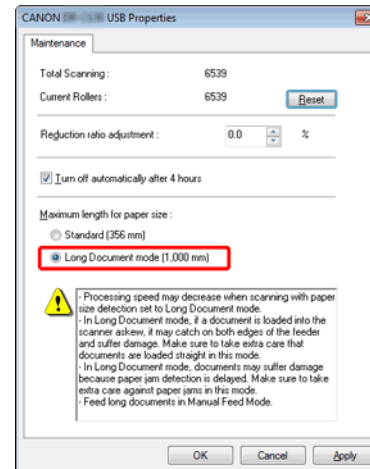 CANON USB Properties
Maintenance
Total Scanning : 6539
Current Rollers : 6539 Reset
Reduction ratio adjustment : 0.0 %
Turn off automatically after 4 hours
Maximum length for paper size :
Standard (356 mm)
Long Document mode (1,000 mm)
- Processing speed may decrease when scanning with paper
size detection set to Long Document mode.
- In Long Document mode, if a document is loaded into the
scanner askew, it may catch on both edges of the feeder
and suffer damage. Make sure to take extra care that
documents are loaded straight in this mode.
- In Long Document mode, documents may suffer damage
because paper jam detection is delayed. Make sure to take
extra care against paper jams in this mode.
- Feed long documents in Manual Feed Mode.
OK Cancel Apply